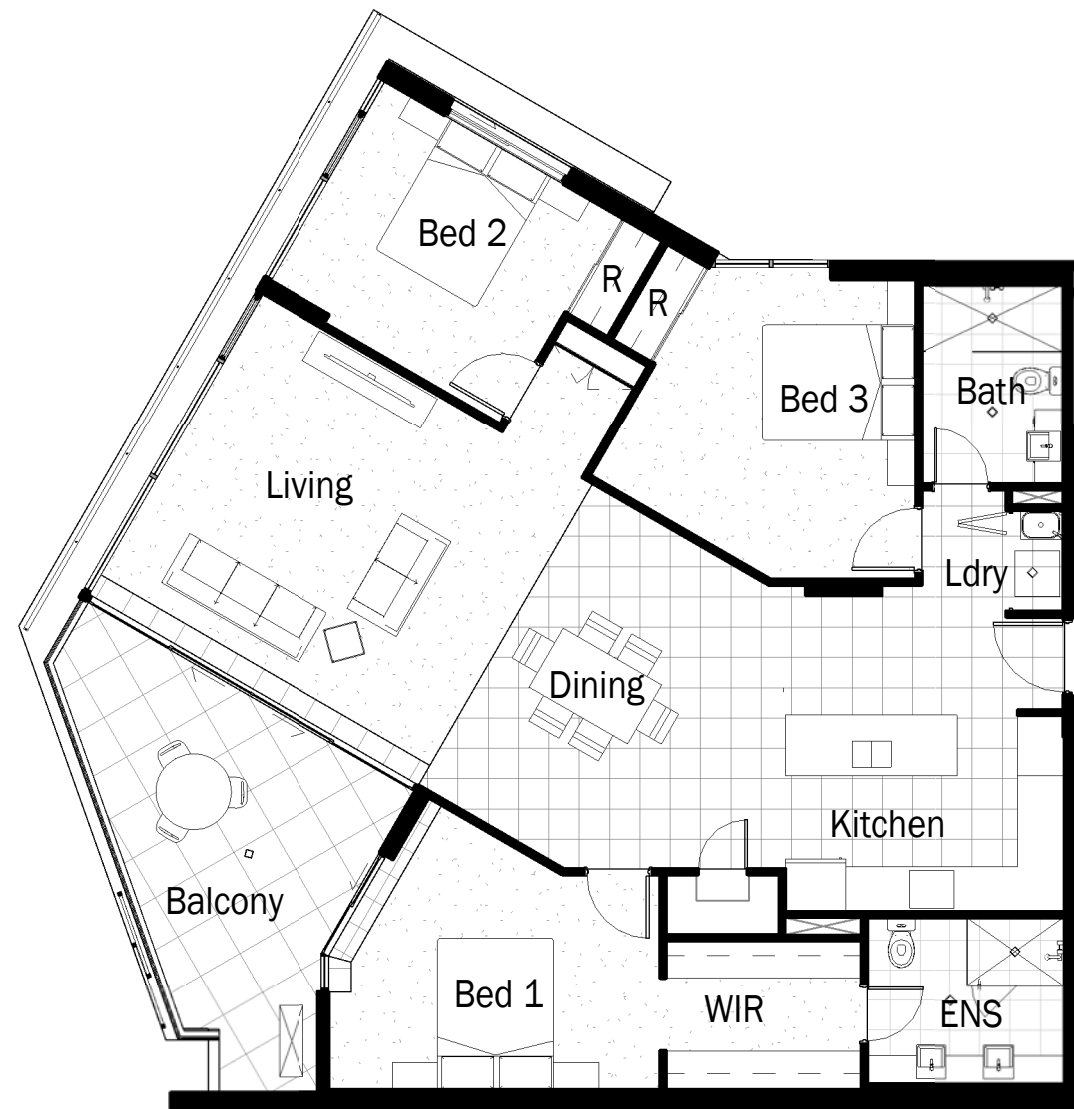 Bed 2
R
R
Bed 3
Bath
Living
Ldry
Dining
Kitchen
Balcony
Bed 1
WIR
ENS